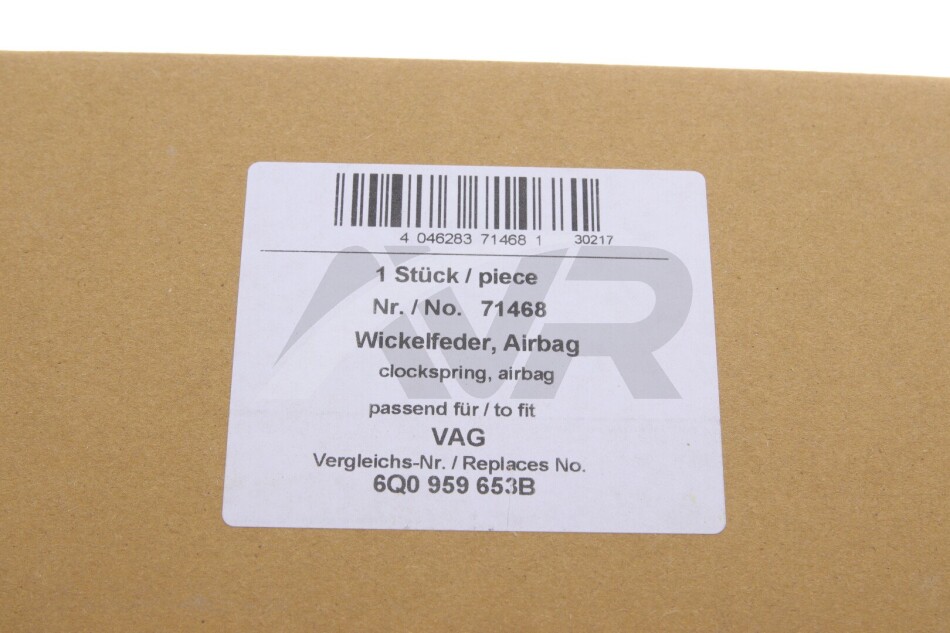 4 046283 71468 1 30217
1 Stück / piece
Nr. / No. 71468
Wickelfeder, Airbag
clockspring, airbag
passend für / to fit
VAG
Vergleichs-Nr. / Replaces No.
6Q0 959 653B
AVR